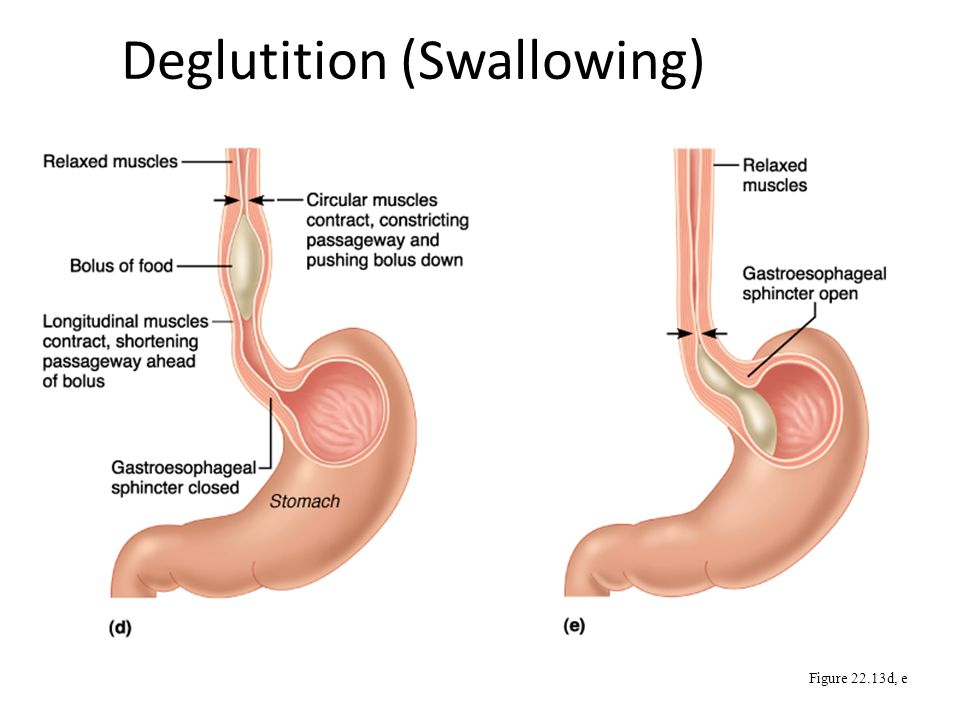 Deglutition (Swallowing)
Relaxed muscles
Circular muscles
contract, constricting
passageway and
pushing bolus down
Bolus of food
Longitudinal muscles
contract, shortening
passageway ahead
of bolus
Gastroesophageal
sphincter closed
Stomach
(d)
Relaxed
muscles
Gastroesophageal
sphincter open
(e)
Figure 22.13d, e